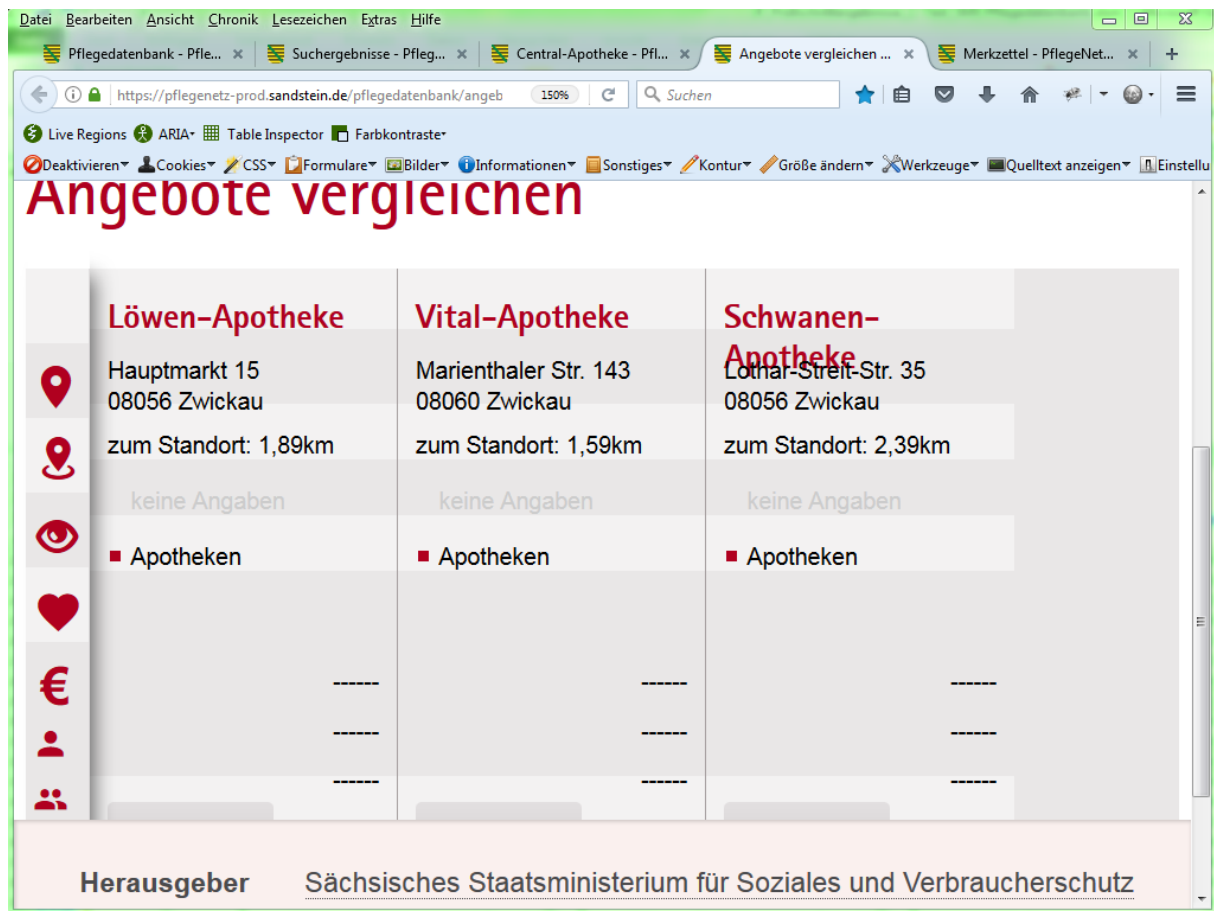 Datei Bearbeiten Ansicht Chronik Lesezeichen Extras Hilfe
Pflegedatenbank - Pfle... Suchergebnisse - Pfleg... Central-Apotheke - Pfl... Angebote vergleichen ... Merkzettel - PflegeNet...
https://pflegenetz-prod.sandstein.de/pflegedatenbank/angeb 150% Suchen
Live Regions ARIA Table Inspector Farbkontraste
Deaktivieren Cookies CSS Formulare Bilder Informationen Sonstiges Kontur Größe ändern Werkzeuge Quelltext anzeigen Einstellu
Angebote vergleichen
Löwen-Apotheke Vital-Apotheke Schwanen-
Apotheke
Hauptmarkt 15 Marienthaler Str. 143 Lothar-Streit-Str. 35
08056 Zwickau 08060 Zwickau 08056 Zwickau
zum Standort: 1,89km zum Standort: 1,59km zum Standort: 2,39km
keine Angaben keine Angaben keine Angaben
Apotheken Apotheken Apotheken
€ ------ ------ ------
------ ------ ------
------ ------ ------
Herausgeber Sächsisches Staatsministerium für Soziales und Verbraucherschutz